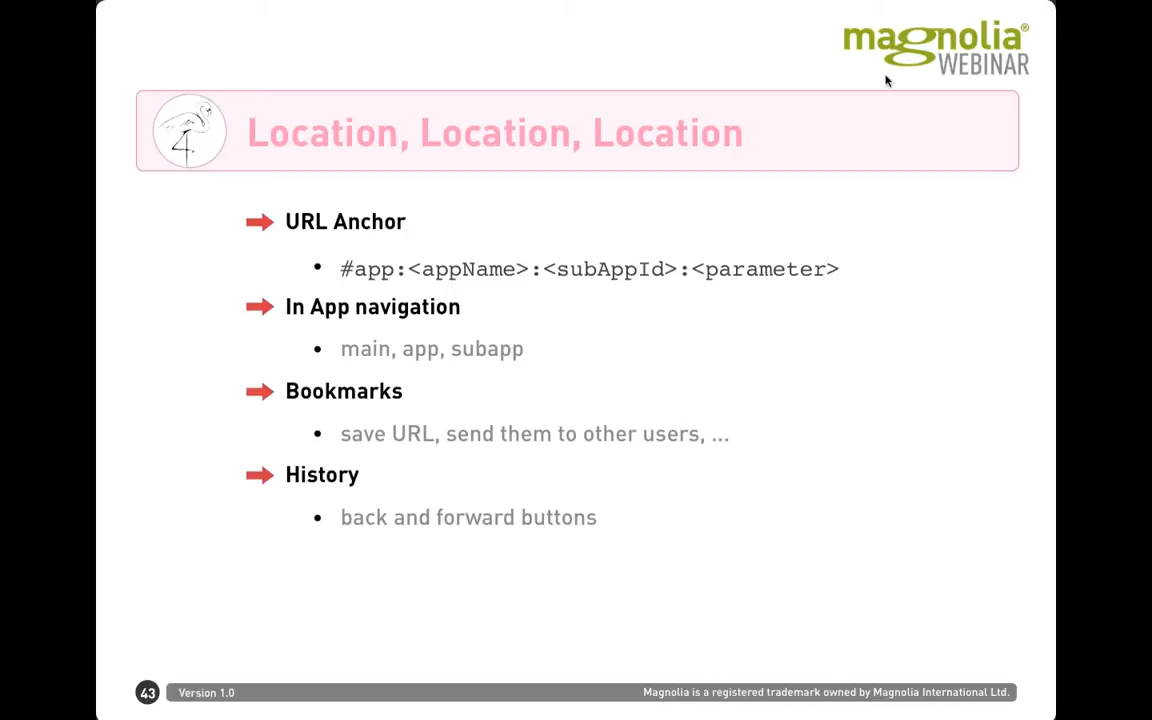 magnolia®
WEBINAR
Location, Location, Location
URL Anchor
• #app:<appName>:<subAppId>:<parameter>
In App navigation
• main, app, subapp
Bookmarks
• save URL, send them to other users, ...
History
• back and forward buttons
43 Version 1.0 Magnolia is a registered trademark owned by Magnolia International Ltd.